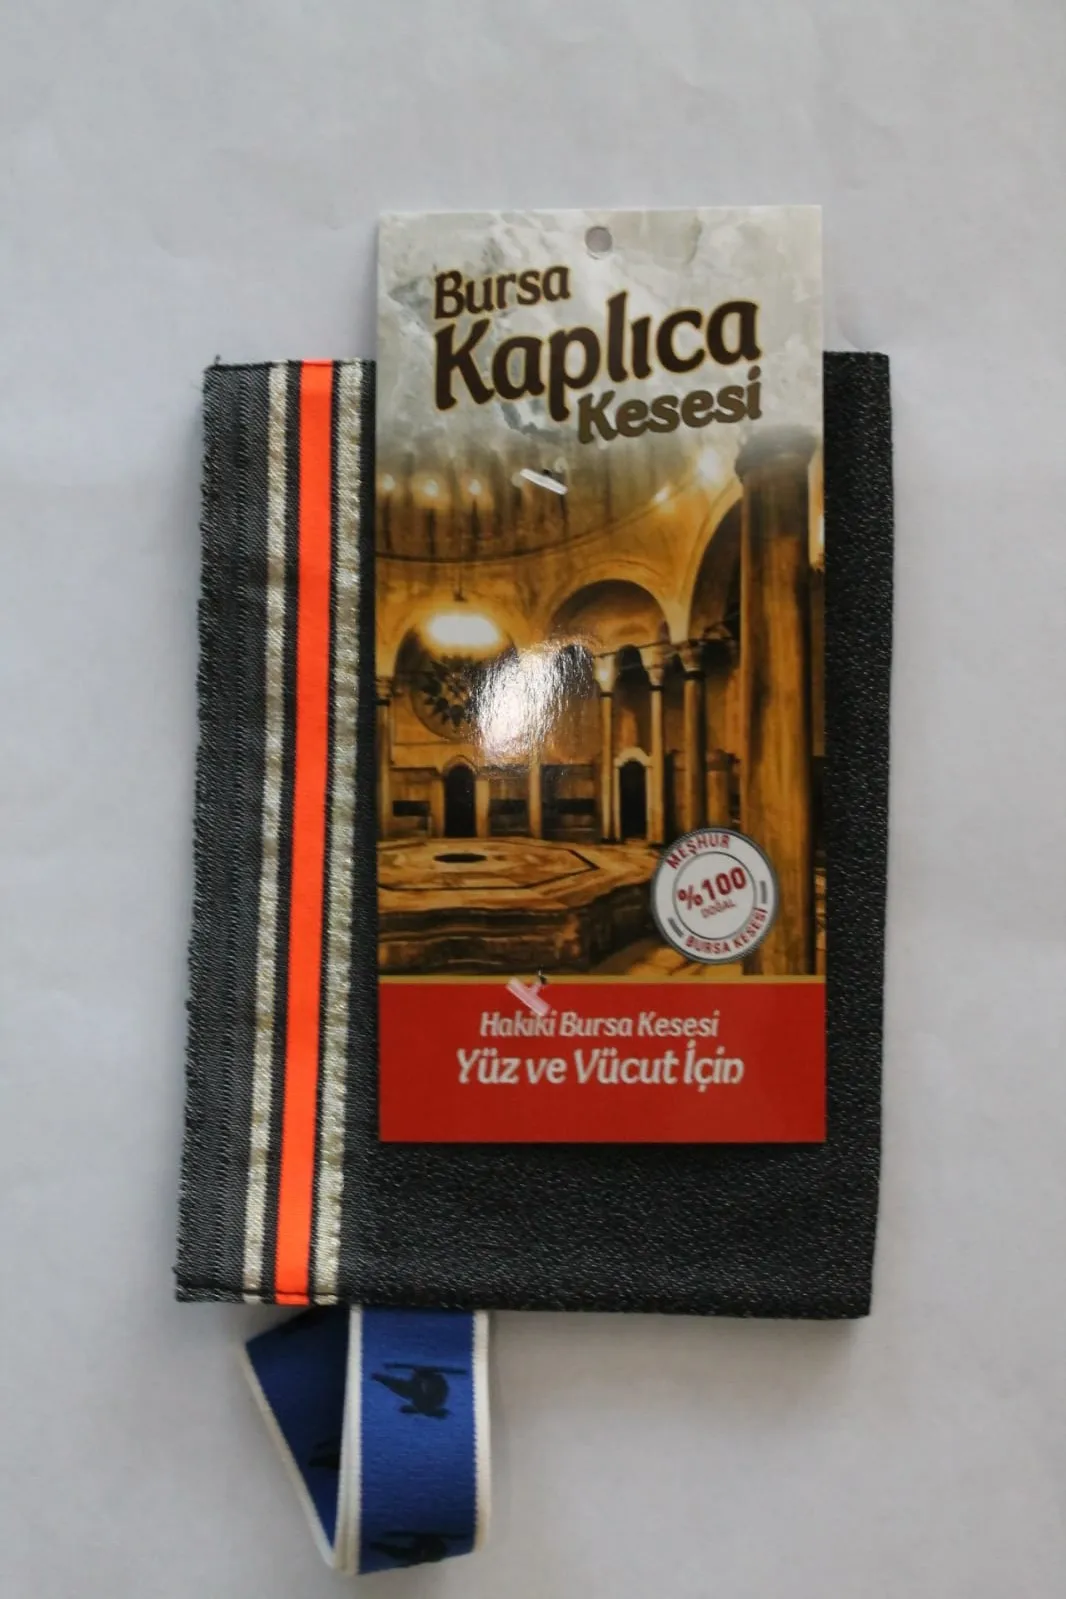 Bursa
Kaplıca
Kesesi
MEŞHUR
%100
DOĞAL
BURSA KESESİ
Hakiki Bursa Kesesi
Yüz ve Vücut İçin